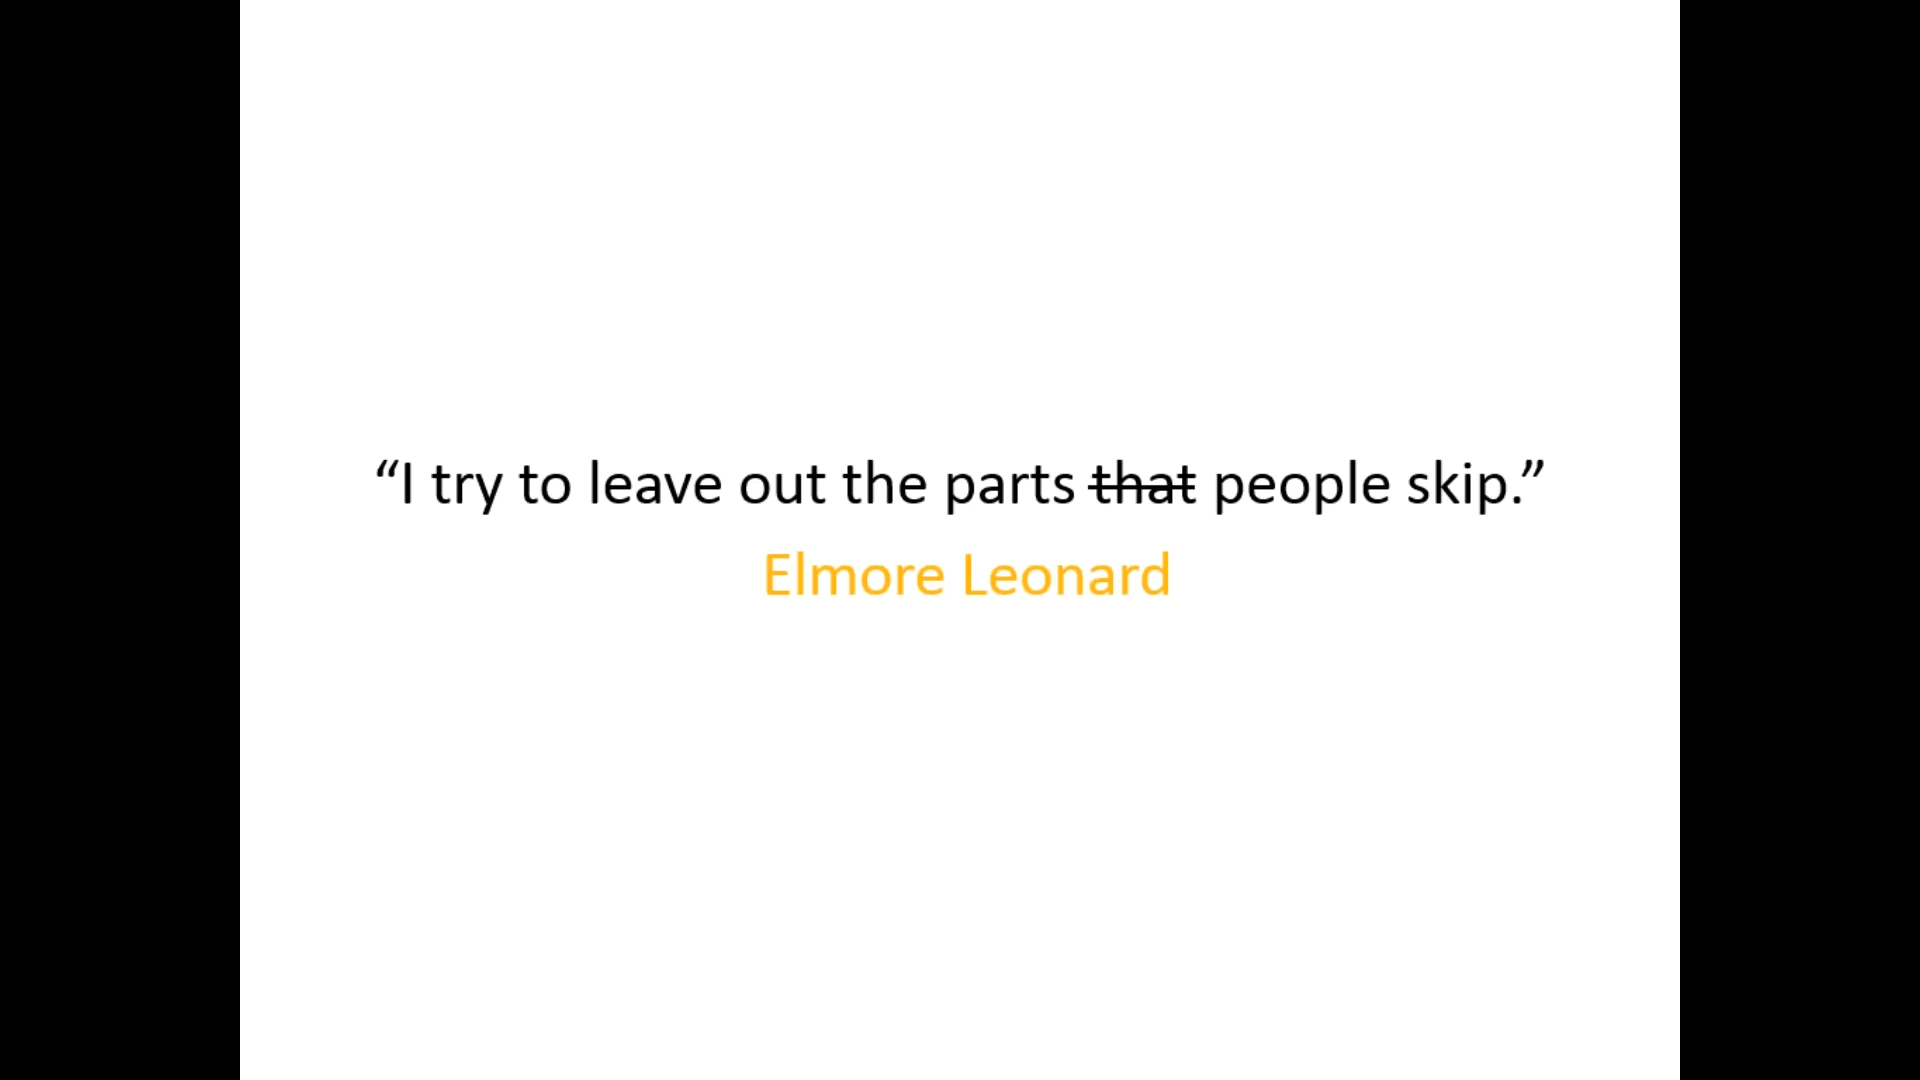 “I try to leave out the parts that people skip.”
Elmore Leonard